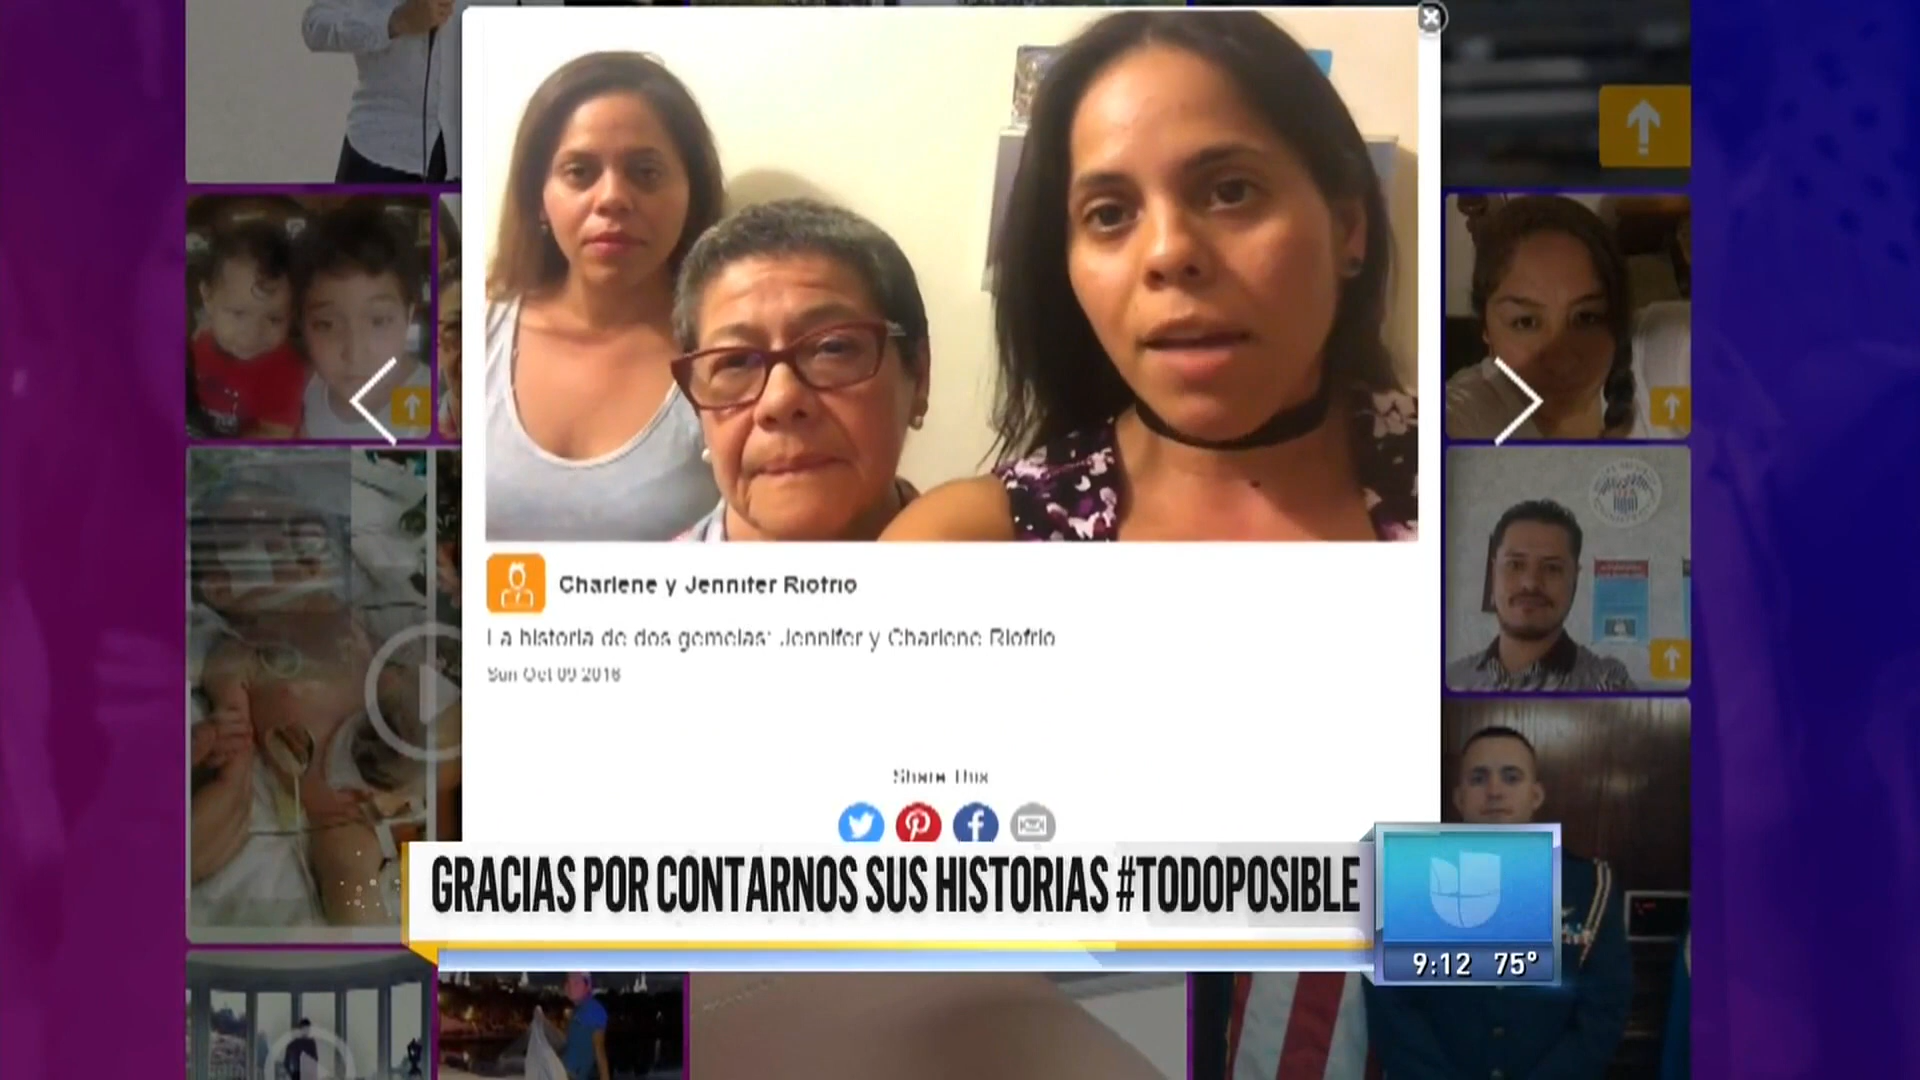 Charlene y Jennifer Riofrio
La historia de dos gemelas: Jennifer y Charlene Riofrio
Sun Oct 09 2016
Share This
GRACIAS POR CONTARNOS SUS HISTORIAS #TODOPOSIBLE
9:12 75°